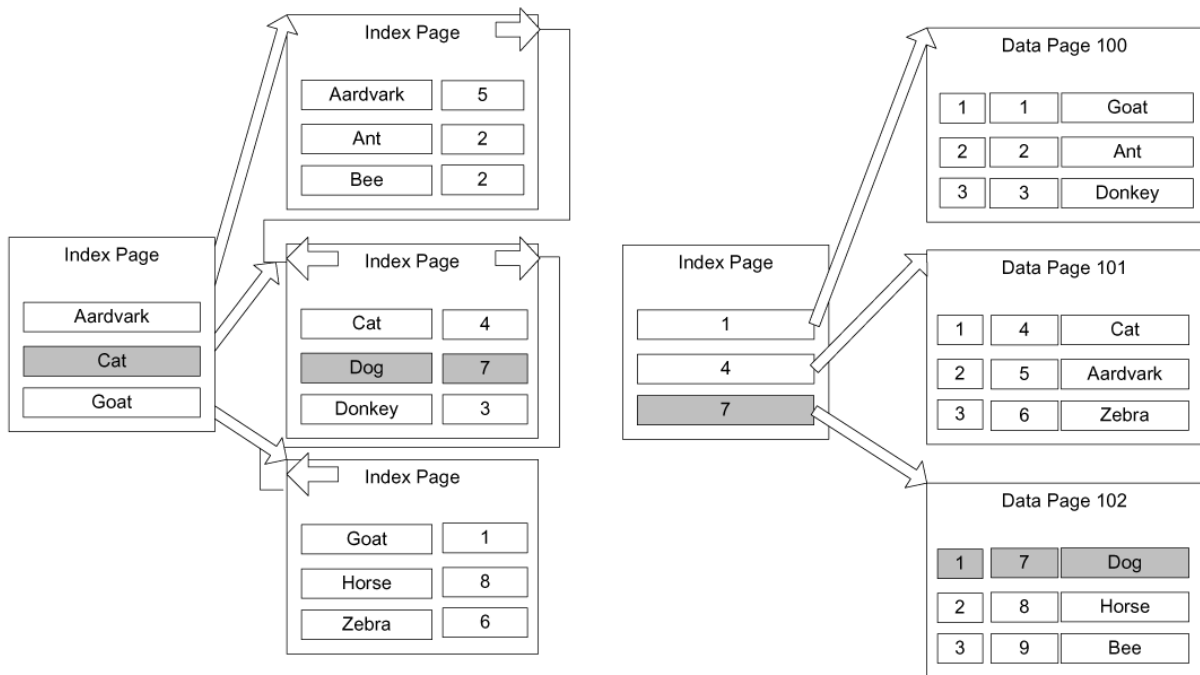 Index Page
Aardvark 5
Ant 2
Bee 2
Index Page
Aardvark
Cat
Goat
Index Page
Cat 4
Dog 7
Donkey 3
Index Page
Goat 1
Horse 8
Zebra 6
Index Page
1
4
7
Data Page 100
1 1 Goat
2 2 Ant
3 3 Donkey
Data Page 101
1 4 Cat
2 5 Aardvark
3 6 Zebra
Data Page 102
1 7 Dog
2 8 Horse
3 9 Bee